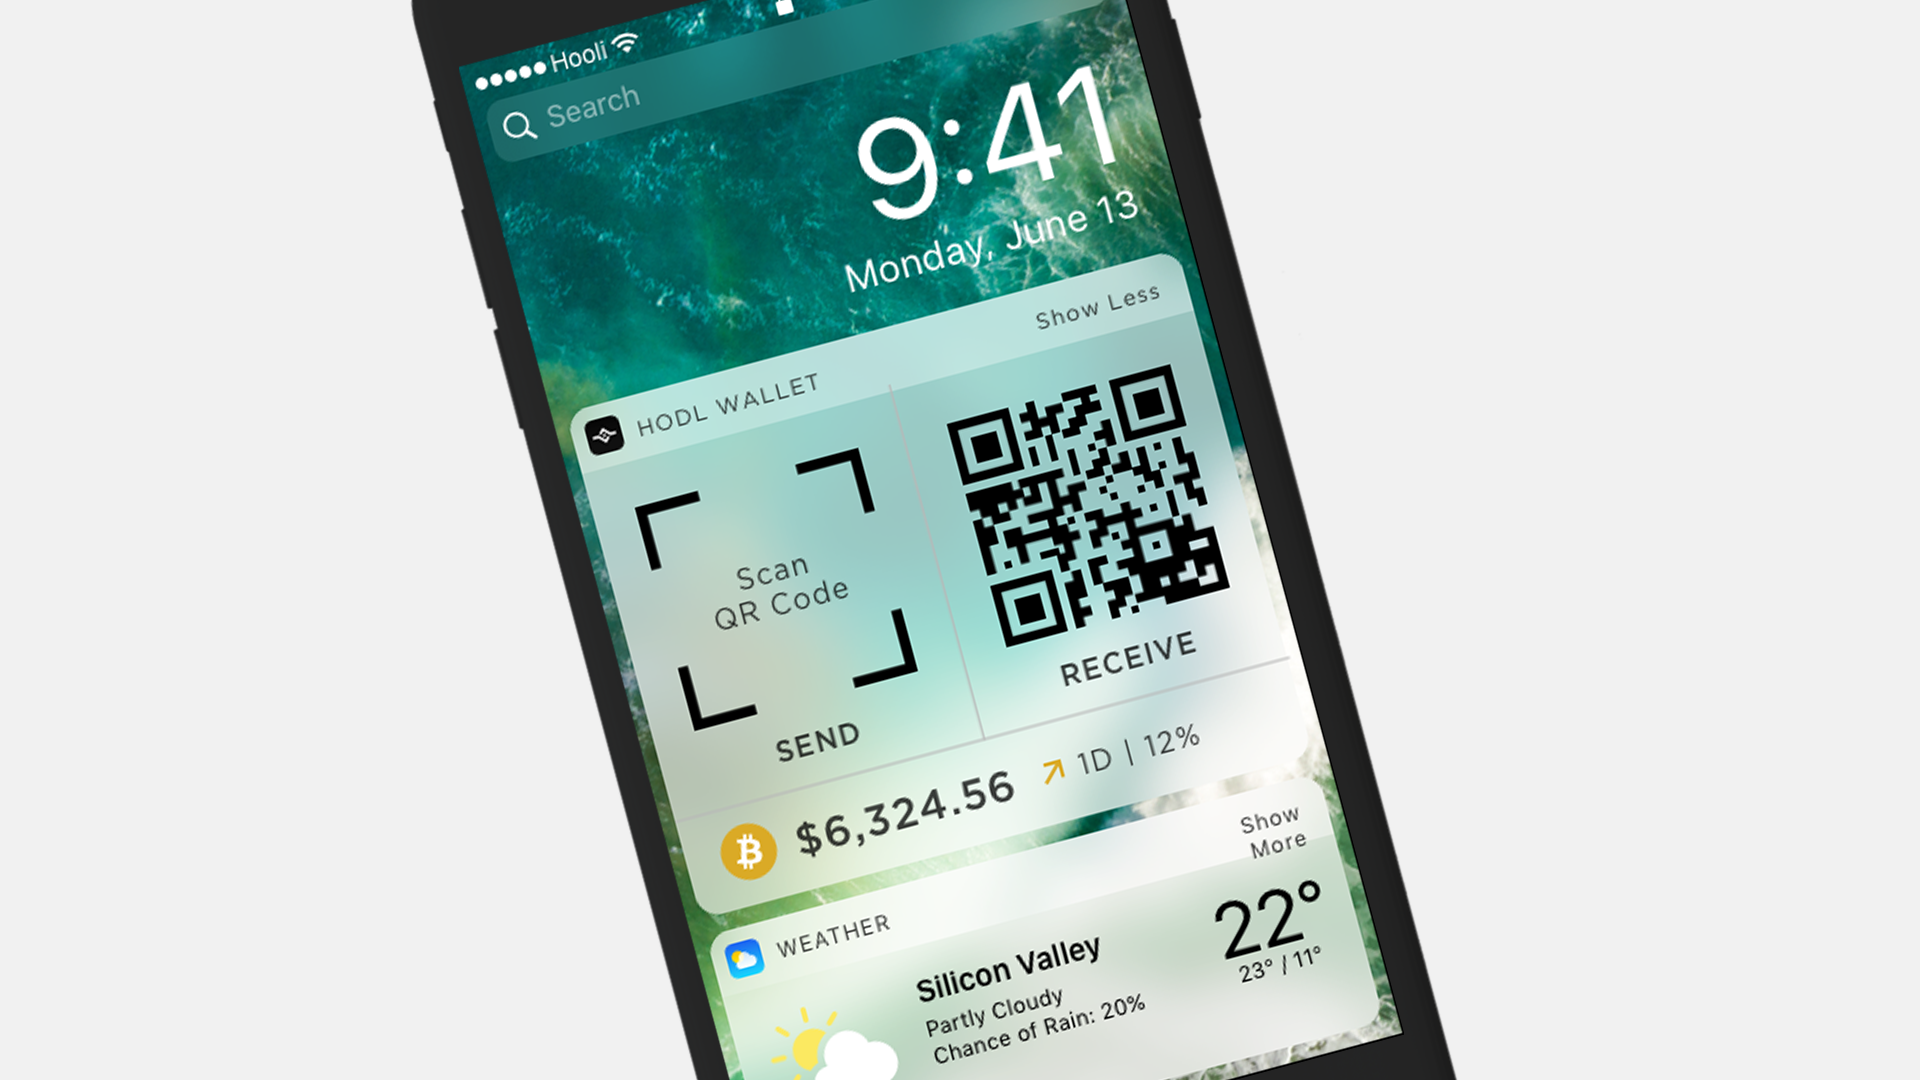 Hooli
Search
9:41
Monday, June 13
HODL WALLET
Show Less
Scan
QR Code
SEND
RECEIVE
$6,324.56
1D | 12%
WEATHER
Show
More
Silicon Valley
Partly Cloudy
Chance of Rain: 20%
22°
23° / 11°